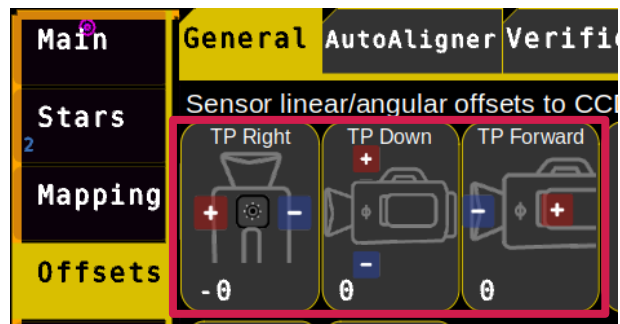 Main
Stars
2
Mapping
Offsets
General AutoAligner Verifi
Sensor linear/angular offsets to CC
TP Right TP Down TP Forward
+ - + - - +
ϕ ϕ
-0 0 0